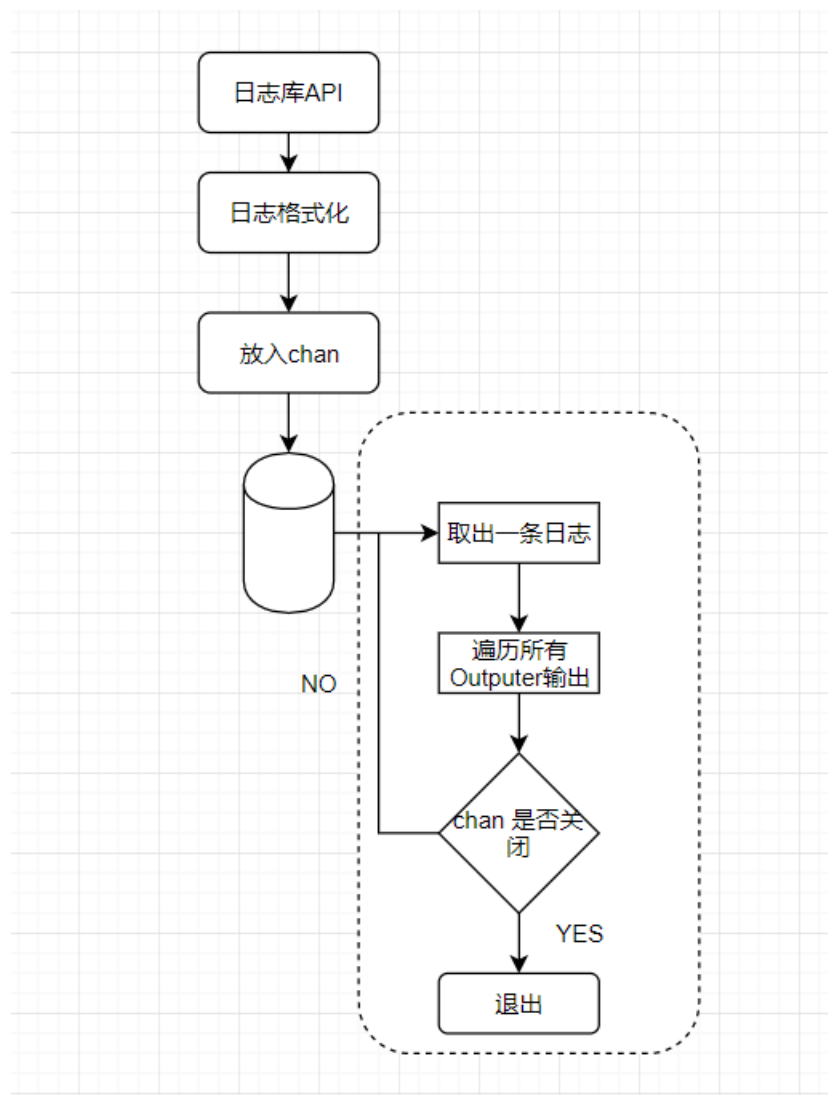 日志库API
日志格式化
放入chan
取出一条日志
遍历所有
Outputer输出
NO
chan 是否关
闭
YES
退出